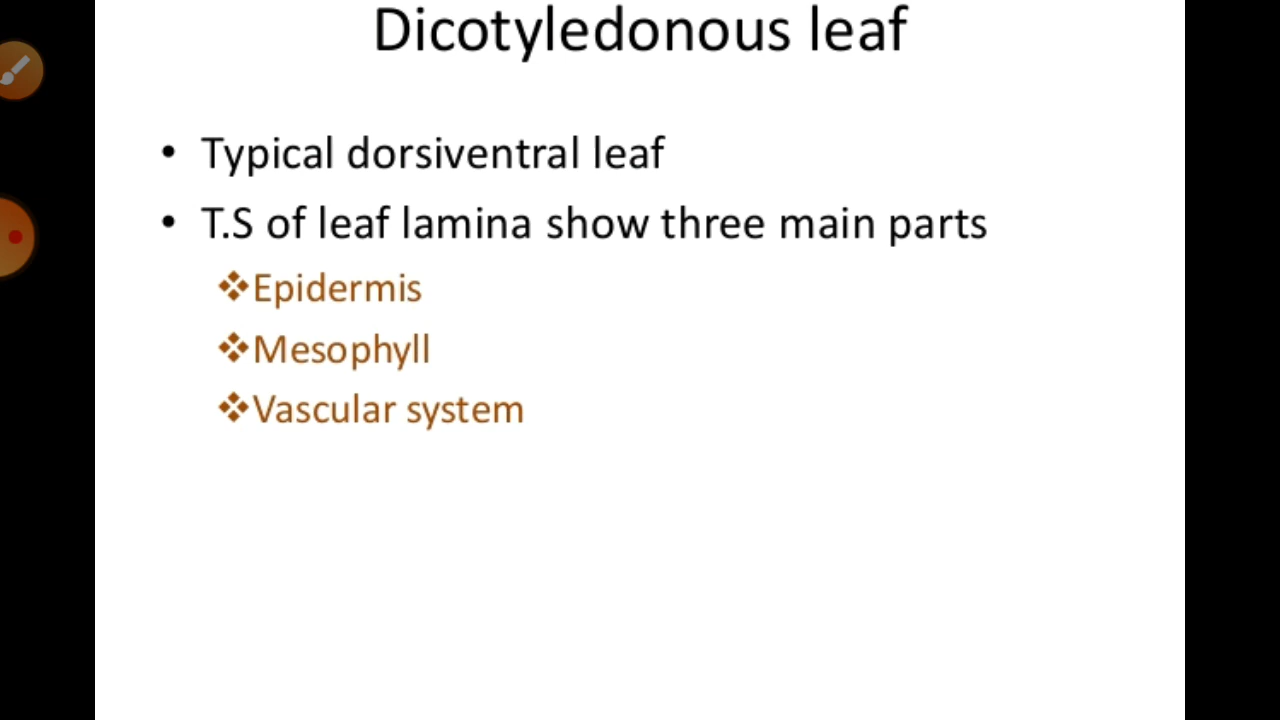 Dicotyledonous leaf
• Typical dorsiventral leaf
• T.S of leaf lamina show three main parts
❖Epidermis
❖Mesophyll
❖Vascular system